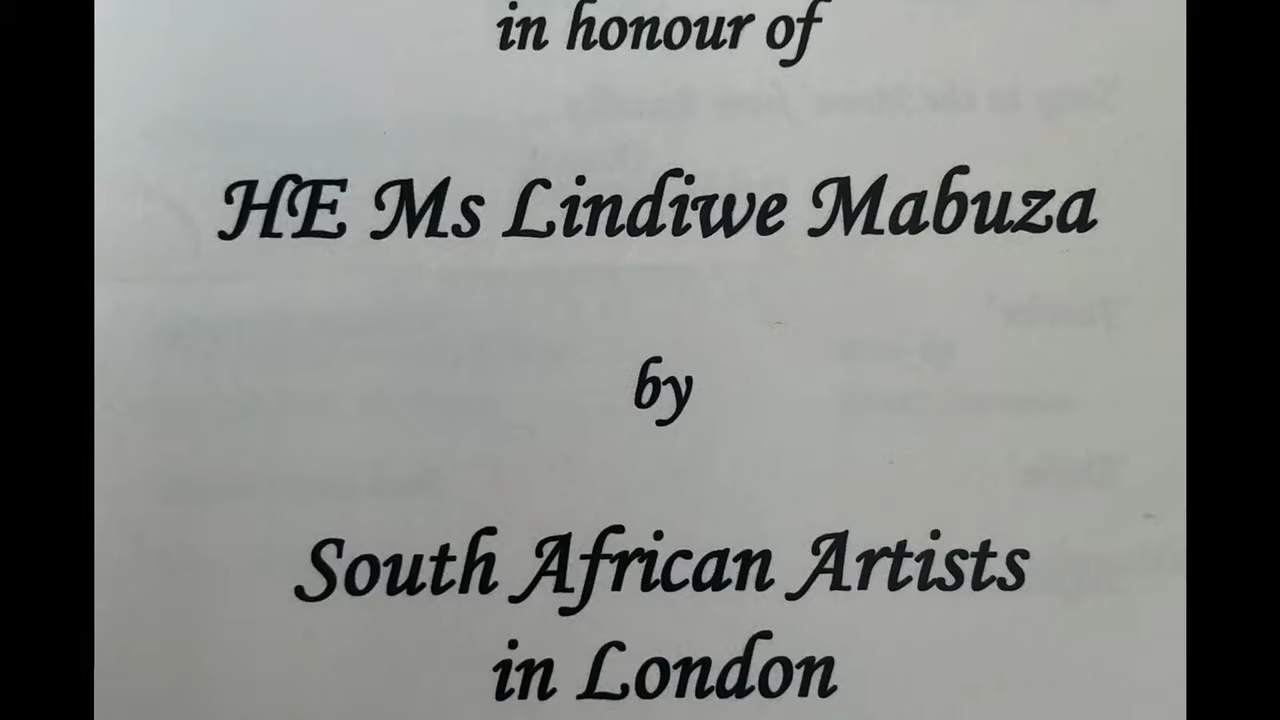 in honour of
HE Ms Lindiwe Mabuza
by
South African Artists
in London